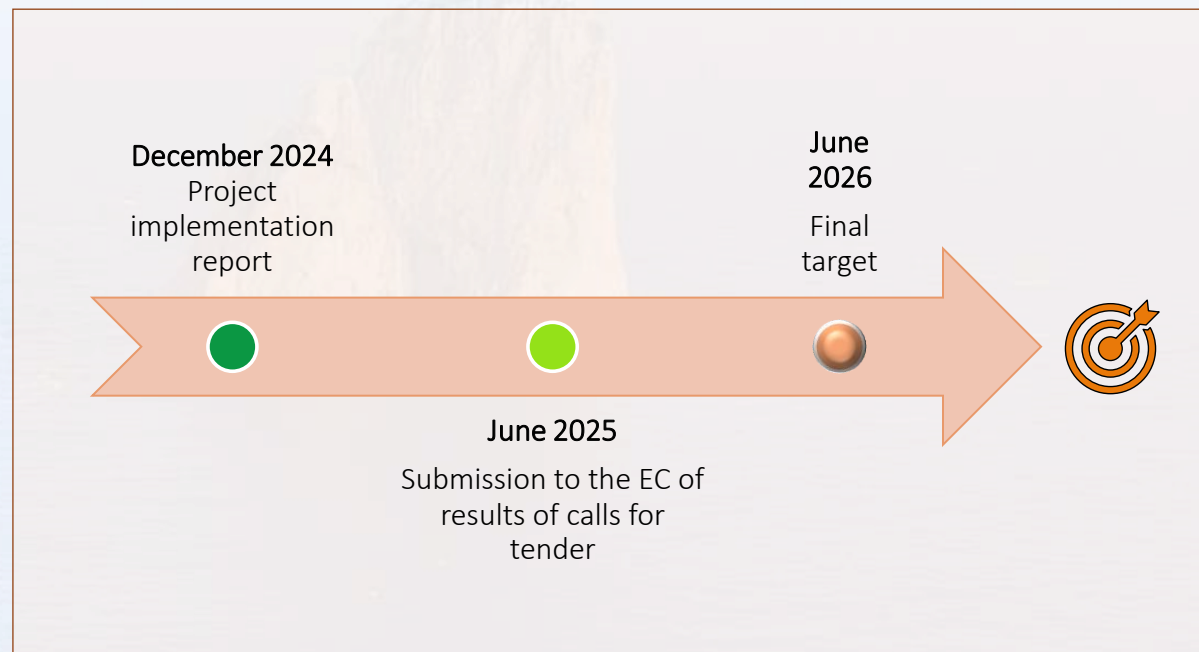 December 2024
Project
implementation
report
June 2025
Submission to the EC of
results of calls for
tender
June
2026
Final
target